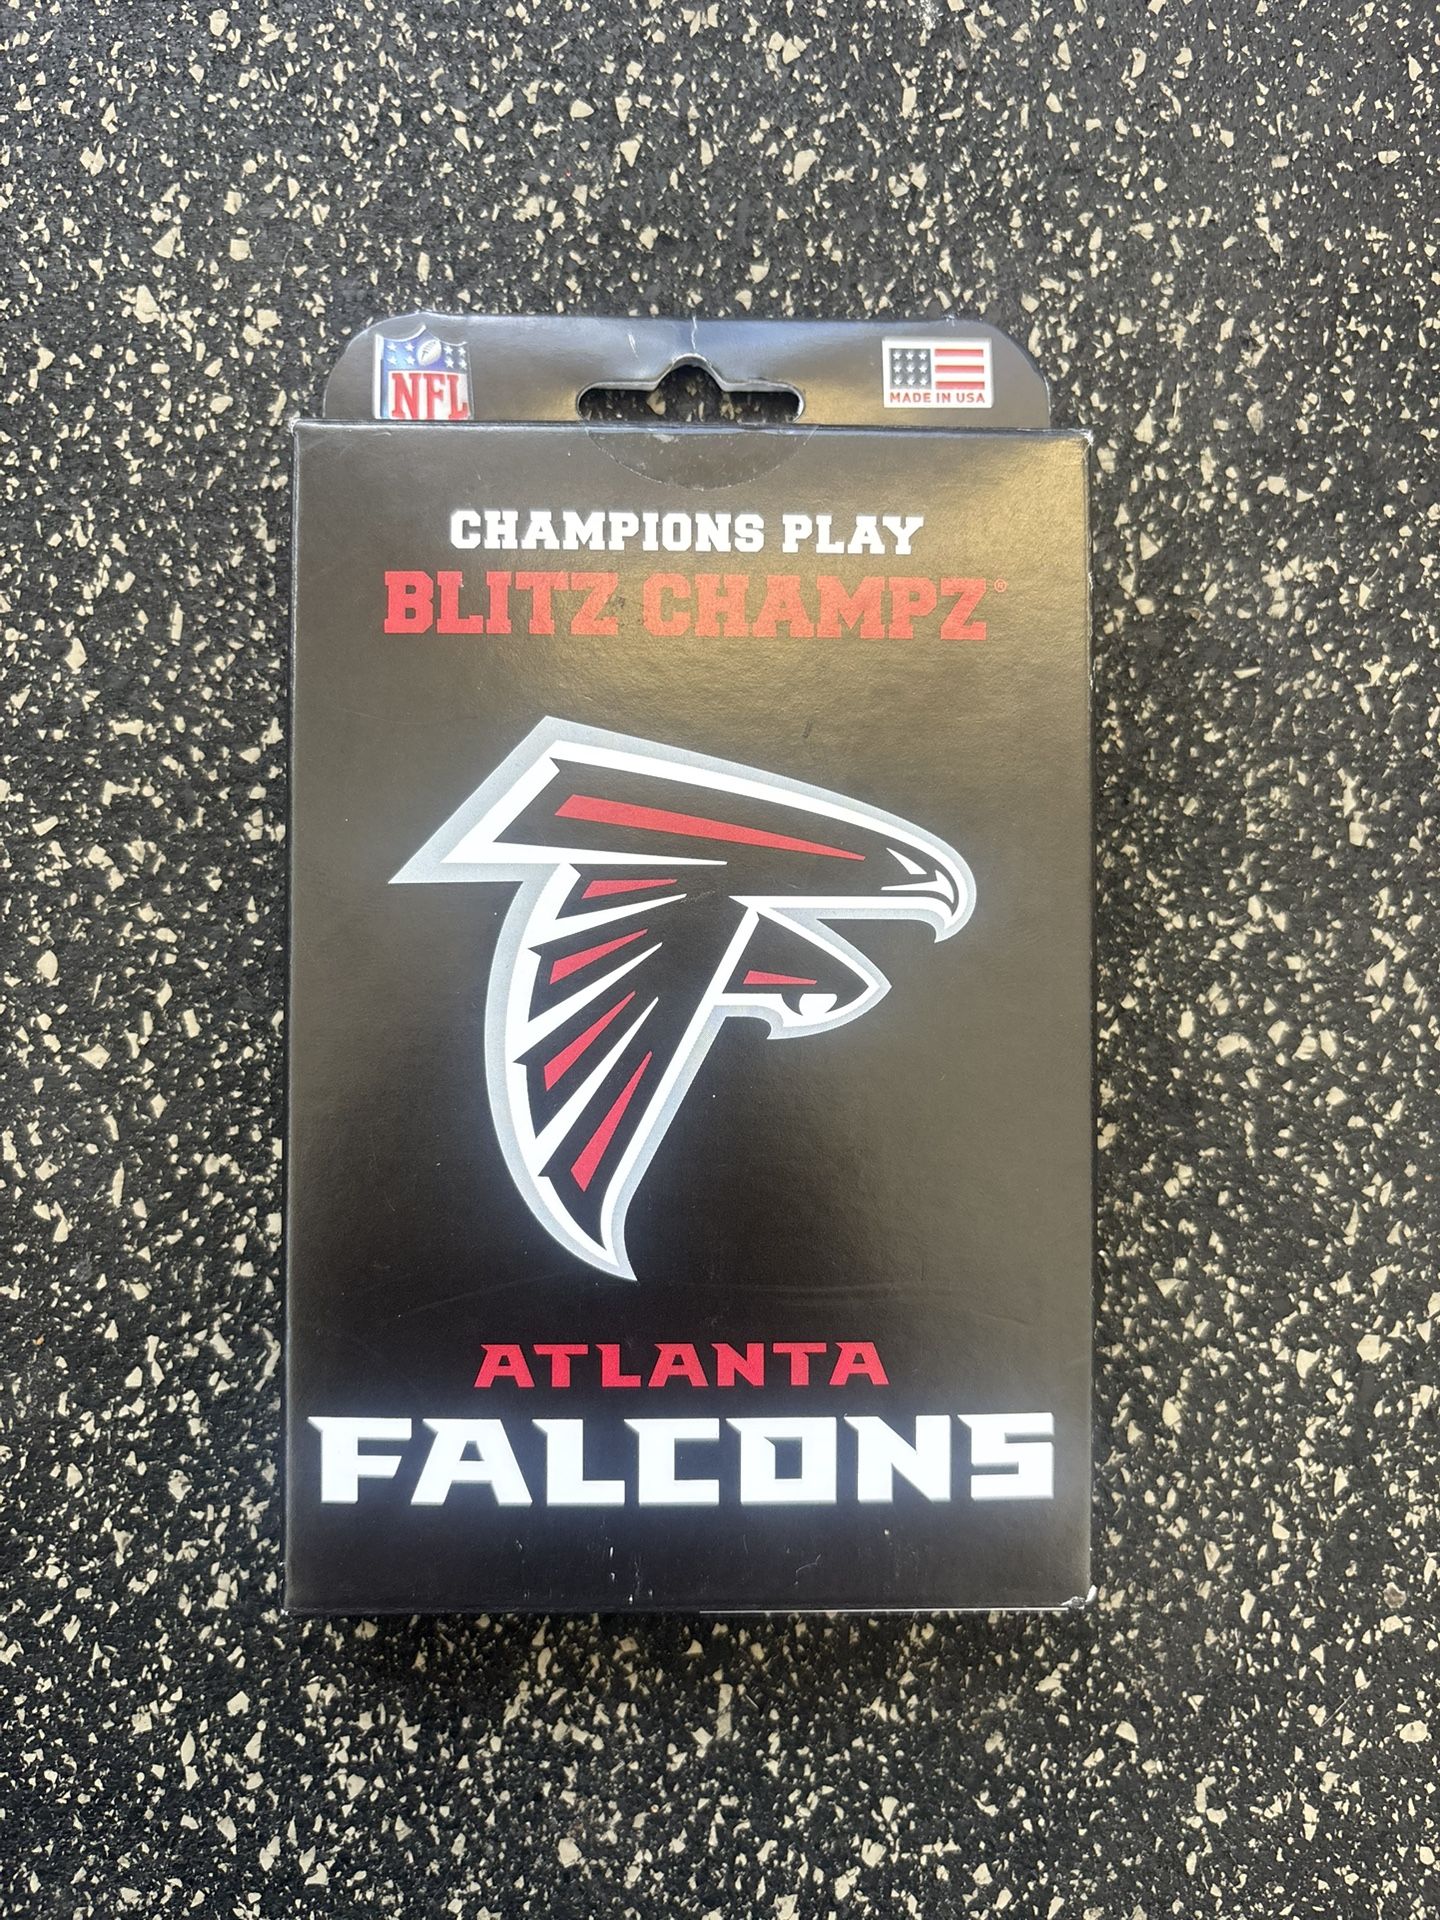 NFL
MADE IN USA
CHAMPIONS PLAY
BLITZ CHAMPZ®
ATLANTA
FALCONS